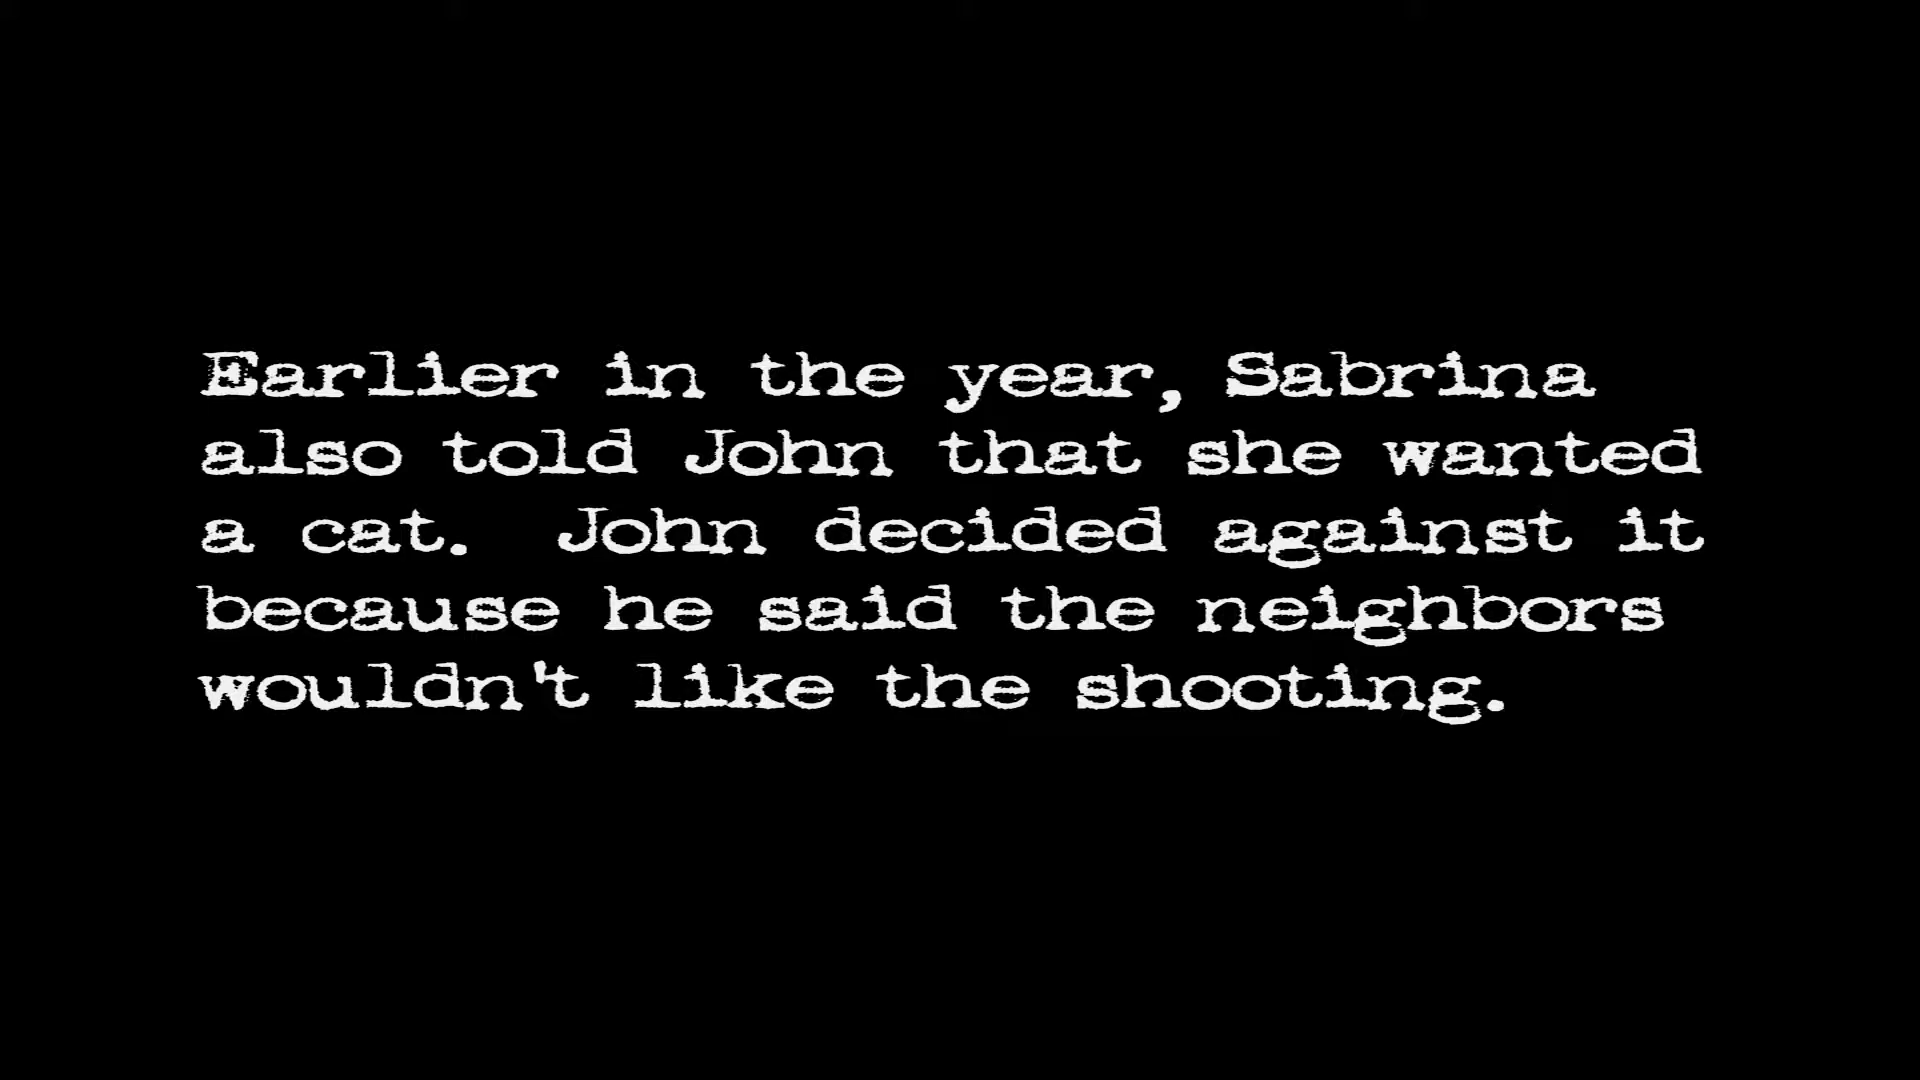 Earlier in the year, Sabrina
also told John that she wanted
a cat.  John decided against it
because he said the neighbors
wouldn't like the shooting.